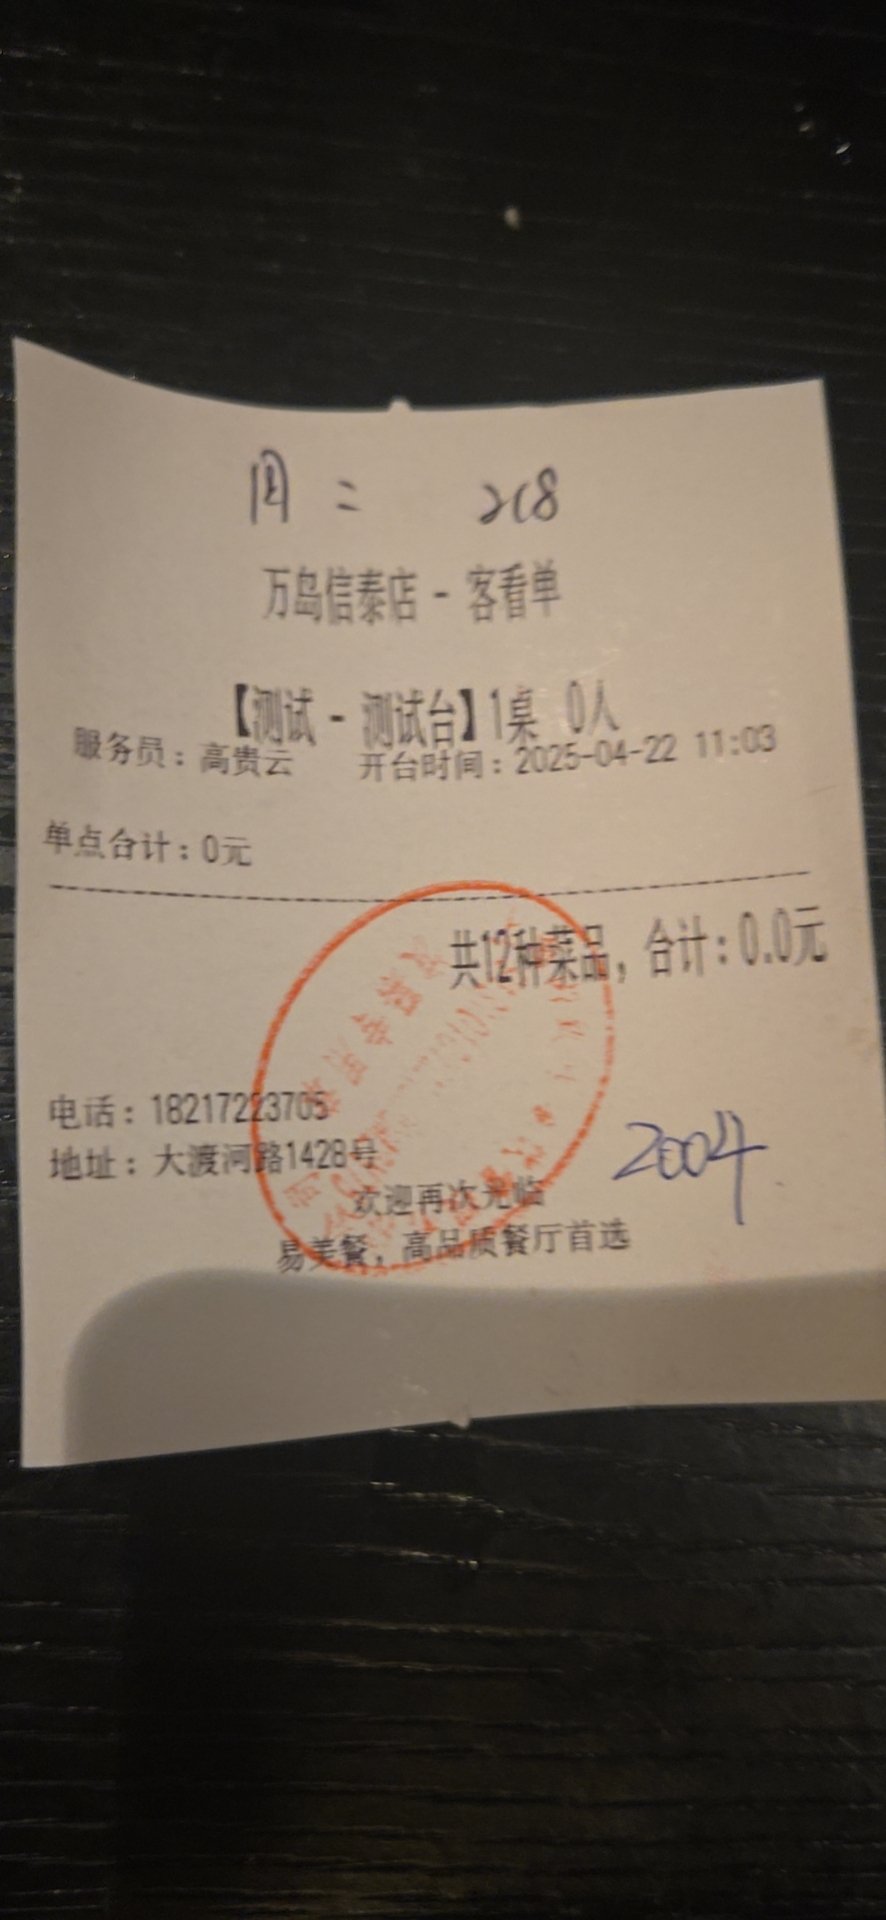 周二 268
万岛信泰店 - 客看单
【测试 - 测试台】1桌 0人
服务员：高贵云 开台时间：2025-04-22 11:03
单点合计：0元
共12种菜品，合计：0.0元
电话：18217223705
地址：大渡河路1428号
2004
欢迎再次光临
易美餐，高品质餐厅首选